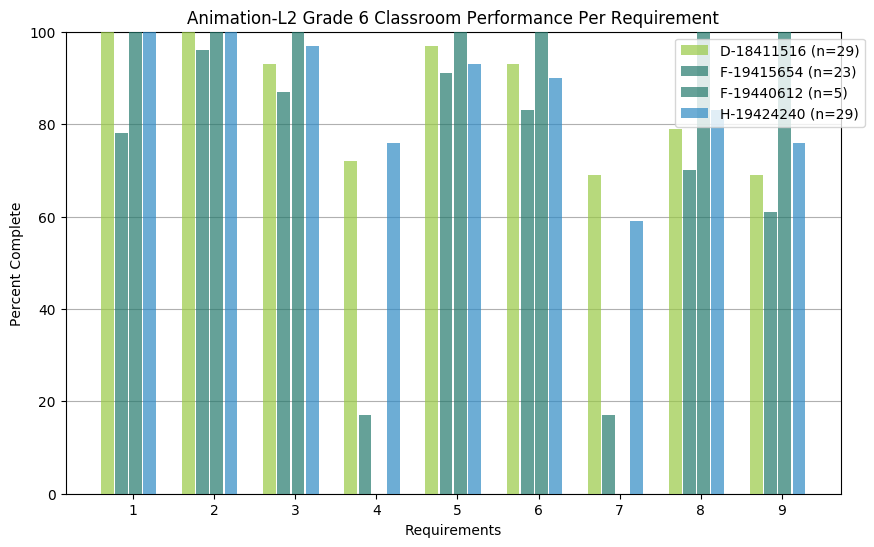 Animation-L2 Grade 6 Classroom Performance Per Requirement
100
80
60
40
20
0
Percent Complete
D-18411516 (n=29)
F-19415654 (n=23)
F-19440612 (n=5)
H-19424240 (n=29)
1 2 3 4 5 6 7 8 9
Requirements